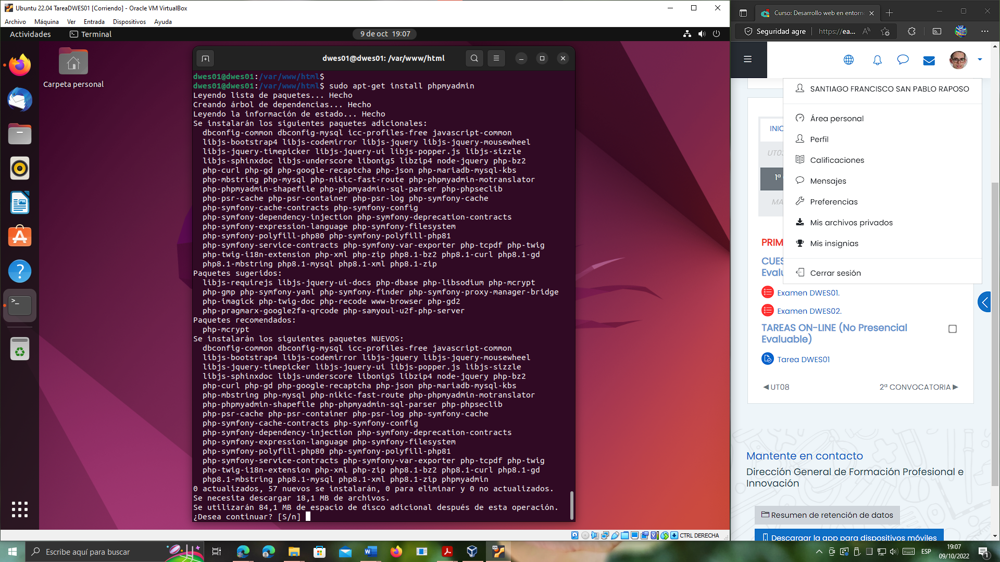 Ubuntu 22.04 TareaDWES01 [Corriendo] - Oracle VM VirtualBox
Archivo Máquina Ver Entrada Dispositivos Ayuda
Actividades
Terminal
9 de oct 19:07
Carpeta personal
dwes01@dwes01: /var/www/html
dwes01@dwes01:/var/www/html$
dwes01@dwes01:/var/www/html$ sudo apt-get install phpmyadmin
Leyendo lista de paquetes... Hecho
Creando árbol de dependencias... Hecho
Leyendo la información de estado... Hecho
Se instalarán los siguientes paquetes adicionales:
dbconfig-common dbconfig-mysql icc-profiles-free javascript-common
libjs-bootstrap4 libjs-codemirror libjs-jquery libjs-jquery-mousewheel
libjs-jquery-timepicker libjs-jquery-ui libjs-popper.js libjs-sizzle
libjs-sphinxdoc libjs-underscore libonig5 libzip4 node-jquery php-bz2
php-curl php-gd php-google-recaptcha php-json php-mariadb-mysql-kbs
php-mbstring php-mysql php-nikic-fast-route php-phpmyadmin-motranslator
php-phpmyadmin-shapefile php-phpmyadmin-sql-parser php-phpseclib
php-psr-cache php-psr-container php-psr-log php-symfony-cache
php-symfony-cache-contracts php-symfony-config
php-symfony-dependency-injection php-symfony-deprecation-contracts
php-symfony-expression-language php-symfony-filesystem
php-symfony-polyfill-php80 php-symfony-polyfill-php81
php-symfony-service-contracts php-symfony-var-exporter php-tcpdf php-twig
php-twig-i18n-extension php-xml php-zip php8.1-bz2 php8.1-curl php8.1-gd
php8.1-mbstring php8.1-mysql php8.1-xml php8.1-zip
Paquetes sugeridos:
libjs-requirejs libjs-jquery-ui-docs php-dbase php-libsodium php-mcrypt
php-gmp php-symfony-yaml php-symfony-finder php-symfony-proxy-manager-bridge
php-imagick php-twig-doc php-recode www-browser php-gd2
php-pragmarx-google2fa-qrcode php-samyoul-u2f-php-server
Paquetes recomendados:
php-mcrypt
Se instalarán los siguientes paquetes NUEVOS:
dbconfig-common dbconfig-mysql icc-profiles-free javascript-common
libjs-bootstrap4 libjs-codemirror libjs-jquery libjs-jquery-mousewheel
libjs-jquery-timepicker libjs-jquery-ui libjs-popper.js libjs-sizzle
libjs-sphinxdoc libjs-underscore libonig5 libzip4 node-jquery php-bz2
php-curl php-gd php-google-recaptcha php-json php-mariadb-mysql-kbs
php-mbstring php-mysql php-nikic-fast-route php-phpmyadmin-motranslator
php-phpmyadmin-shapefile php-phpmyadmin-sql-parser php-phpseclib
php-psr-cache php-psr-container php-psr-log php-symfony-cache
php-symfony-cache-contracts php-symfony-config
php-symfony-dependency-injection php-symfony-deprecation-contracts
php-symfony-expression-language php-symfony-filesystem
php-symfony-polyfill-php80 php-symfony-polyfill-php81
php-symfony-service-contracts php-symfony-var-exporter php-tcpdf php-twig
php-twig-i18n-extension php-xml php-zip php8.1-bz2 php8.1-curl php8.1-gd
php8.1-mbstring php8.1-mysql php8.1-xml php8.1-zip phpmyadmin
0 actualizados, 57 nuevos se instalarán, 0 para eliminar y 0 no actualizados.
Se necesita descargar 18,1 MB de archivos.
Se utilizarán 84,1 MB de espacio de disco adicional después de esta operación.
¿Desea continuar? [S/n]
CTRL DERECHA
Curso: Desarrollo web en entorn
Seguridad agre
https://ea...
SANTIAGO FRANCISCO SAN PABLO RAPOSO
Área personal
Perfil
Calificaciones
Mensajes
Preferencias
Mis archivos privados
Mis insignias
Cerrar sesión
INIC
UT03
1ª
MA
PRIM
CUES
Evalu
Examen DWES01.
Examen DWES02.
TAREAS ON-LINE (No Presencial
Evaluable)
Tarea DWES01
◀ UT08
2ª CONVOCATORIA ▶
Mantente en contacto
Dirección General de Formación Profesional e
Innovación
Resumen de retención de datos
Descargar la app para dispositivos móviles
Escribe aquí para buscar
ESP
19:07
09/10/2022
1